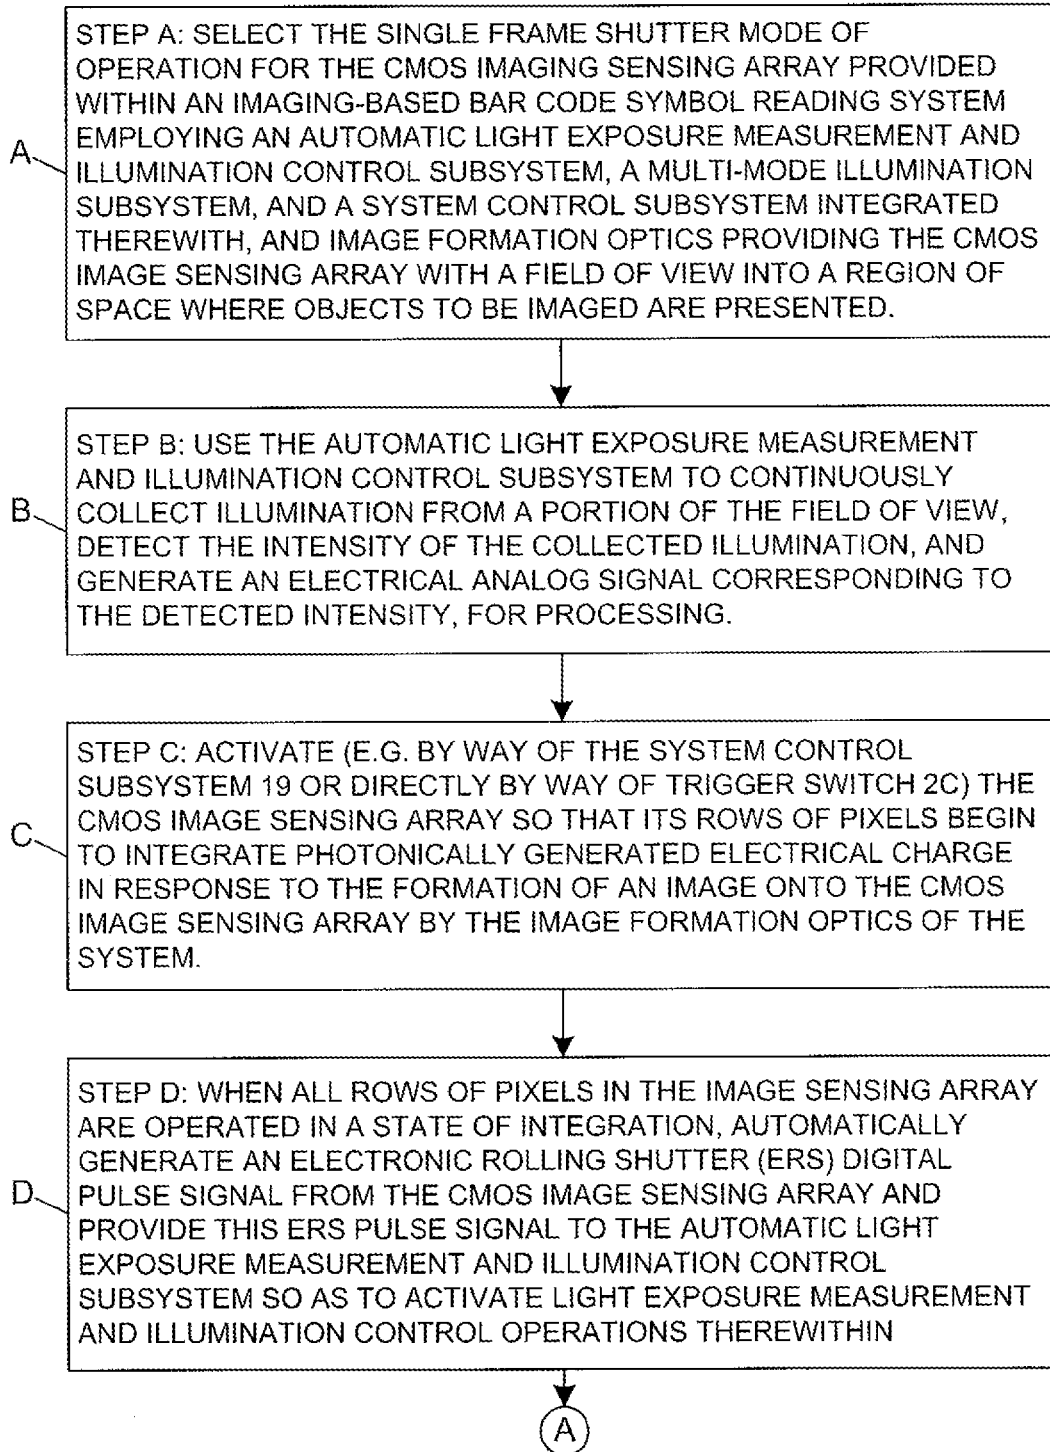 STEP A: SELECT THE SINGLE FRAME SHUTTER MODE OF
OPERATION FOR THE CMOS IMAGING SENSING ARRAY PROVIDED
WITHIN AN IMAGING-BASED BAR CODE SYMBOL READING SYSTEM
EMPLOYING AN AUTOMATIC LIGHT EXPOSURE MEASUREMENT AND
A
ILLUMINATION CONTROL SUBSYSTEM, A MULTI-MODE ILLUMINATION
SUBSYSTEM, AND A SYSTEM CONTROL SUBSYSTEM INTEGRATED
THEREWITH, AND IMAGE FORMATION OPTICS PROVIDING THE CMOS
IMAGE SENSING ARRAY WITH A FIELD OF VIEW INTO A REGION OF
SPACE WHERE OBJECTS TO BE IMAGED ARE PRESENTED.
STEP B: USE THE AUTOMATIC LIGHT EXPOSURE MEASUREMENT
AND ILLUMINATION CONTROL SUBSYSTEM TO CONTINUOUSLY
B
COLLECT ILLUMINATION FROM A PORTION OF THE FIELD OF VIEW,
DETECT THE INTENSITY OF THE COLLECTED ILLUMINATION, AND
GENERATE AN ELECTRICAL ANALOG SIGNAL CORRESPONDING TO
THE DETECTED INTENSITY, FOR PROCESSING.
STEP C: ACTIVATE (E.G. BY WAY OF THE SYSTEM CONTROL
SUBSYSTEM 19 OR DIRECTLY BY WAY OF TRIGGER SWITCH 2C) THE
CMOS IMAGE SENSING ARRAY SO THAT ITS ROWS OF PIXELS BEGIN
C
TO INTEGRATE PHOTONICALLY GENERATED ELECTRICAL CHARGE
IN RESPONSE TO THE FORMATION OF AN IMAGE ONTO THE CMOS
IMAGE SENSING ARRAY BY THE IMAGE FORMATION OPTICS OF THE
SYSTEM.
STEP D: WHEN ALL ROWS OF PIXELS IN THE IMAGE SENSING ARRAY
ARE OPERATED IN A STATE OF INTEGRATION, AUTOMATICALLY
GENERATE AN ELECTRONIC ROLLING SHUTTER (ERS) DIGITAL
D
PULSE SIGNAL FROM THE CMOS IMAGE SENSING ARRAY AND
PROVIDE THIS ERS PULSE SIGNAL TO THE AUTOMATIC LIGHT
EXPOSURE MEASUREMENT AND ILLUMINATION CONTROL
SUBSYSTEM SO AS TO ACTIVATE LIGHT EXPOSURE MEASUREMENT
AND ILLUMINATION CONTROL OPERATIONS THEREWITHIN
A